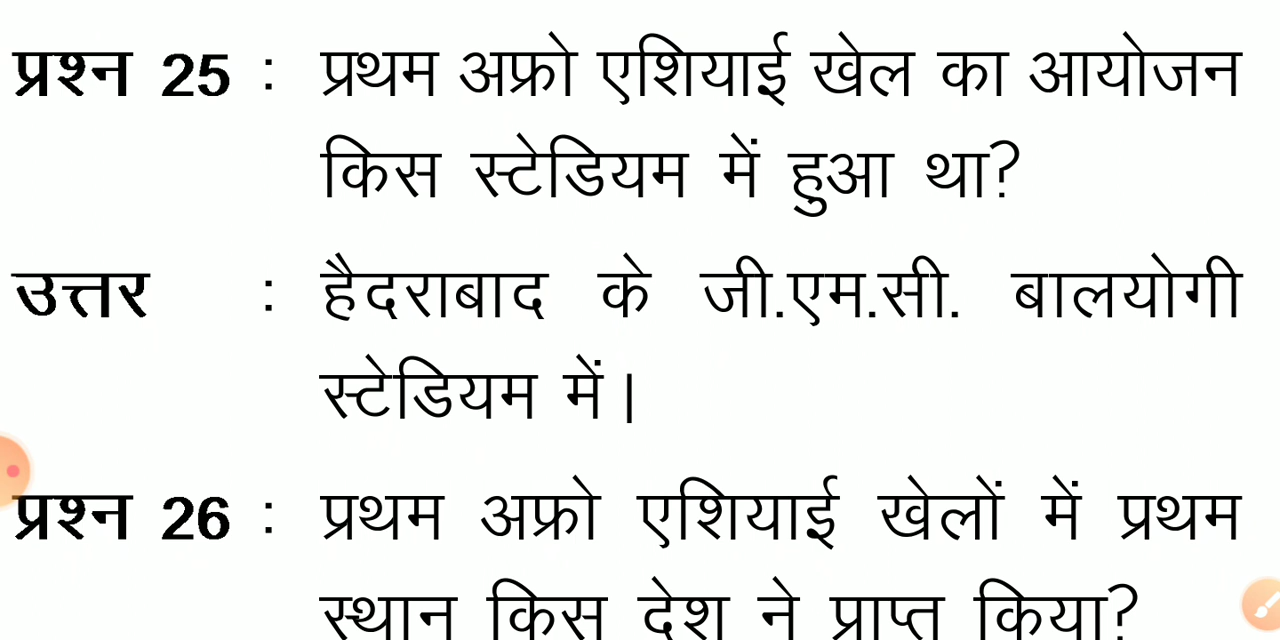 प्रश्न 25 : प्रथम अफ्रो एशियाई खेल का आयोजन
किस स्टेडियम में हुआ था?
उत्तर : हैदराबाद के जी.एम.सी. बालयोगी
स्टेडियम में।
प्रश्न 26 : प्रथम अफ्रो एशियाई खेलों में प्रथम
स्थान किस देश ने प्राप्त किया?